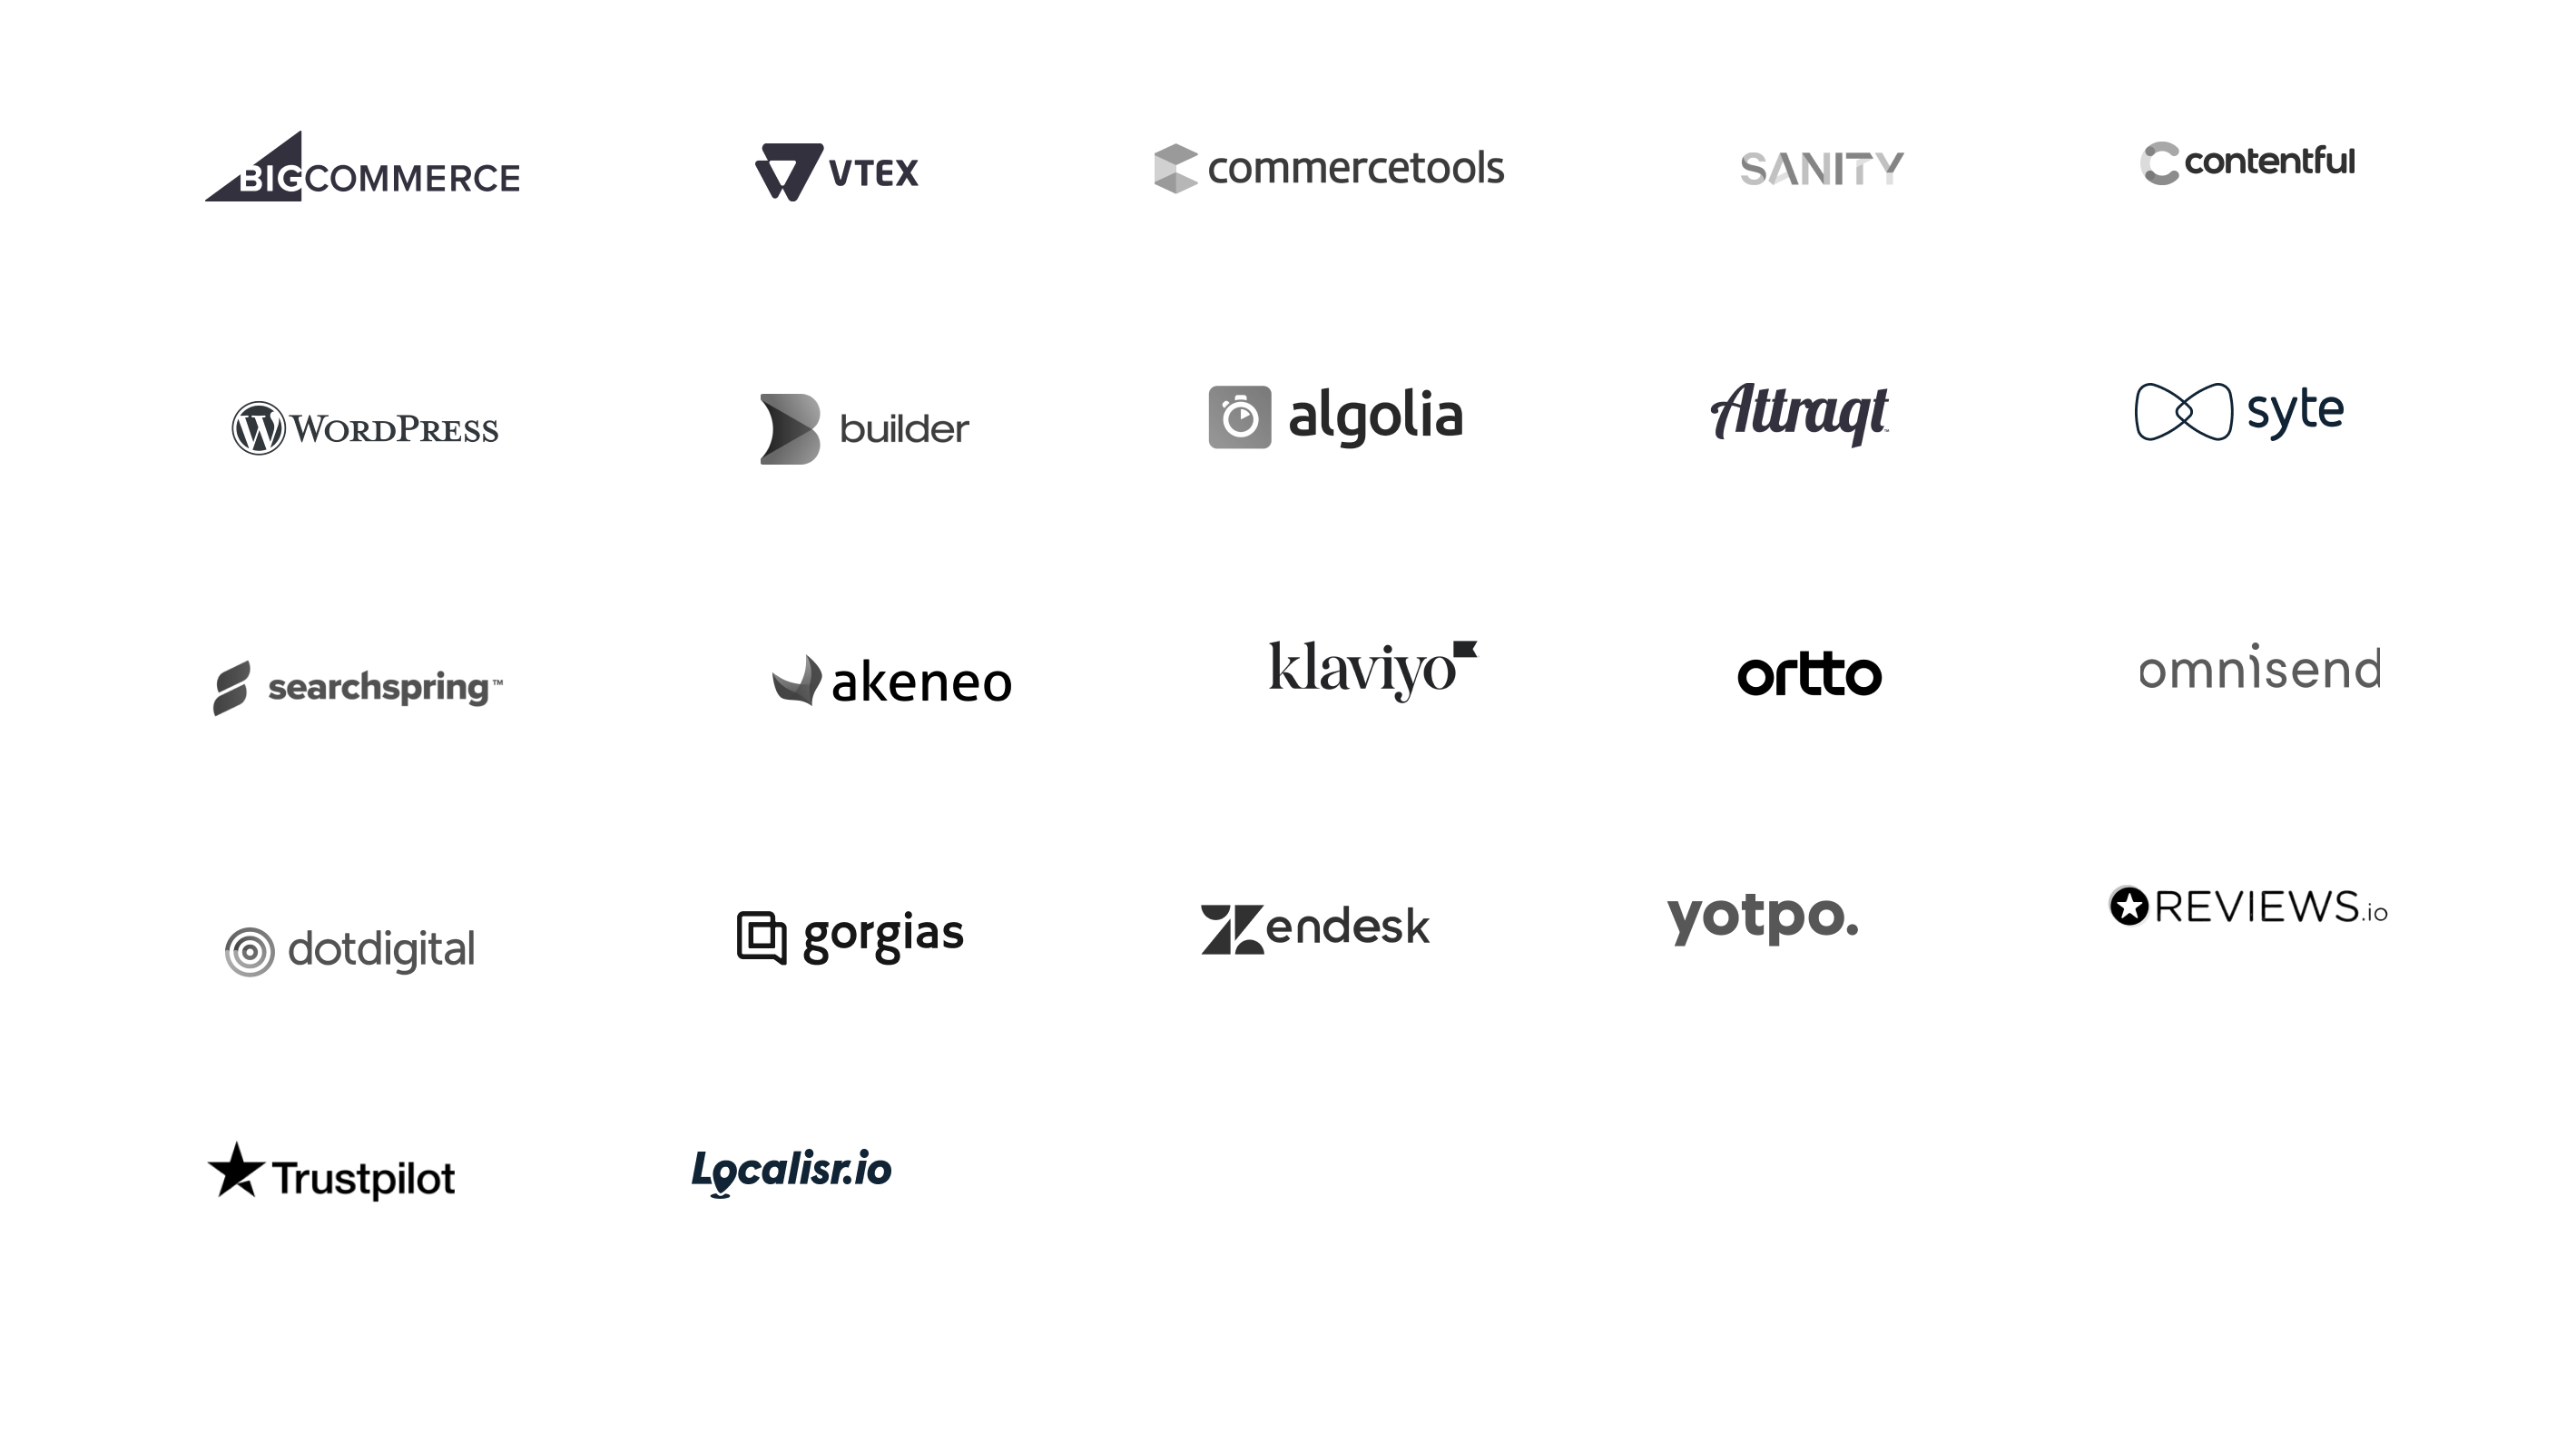 BIGCOMMERCE
VTEX
commercetools
SANITY
contentful
WORDPRESS
builder
algolia
Attraqt™
syte
searchspring™
akeneo
klaviyo
ortto
omnisend
dotdigital
gorgias
zendesk
yotpo.
REVIEWS.io
Trustpilot
Localisr.io